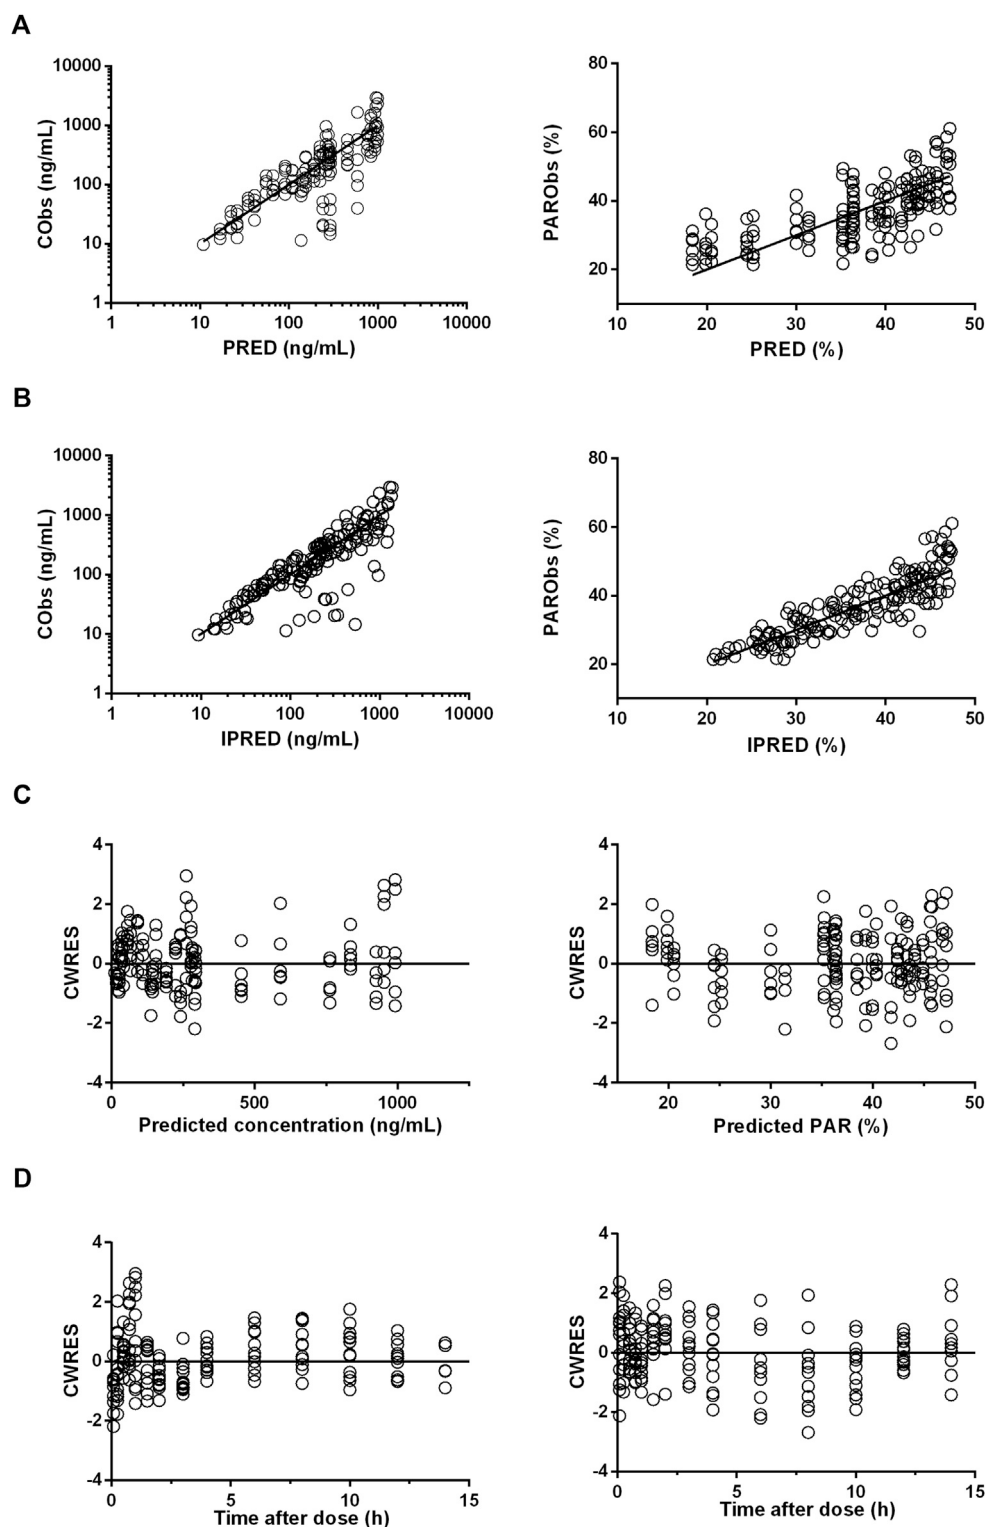 A
10000
1000
100
10
1
CObs (ng/mL)
1 10 100 1000 10000
PRED (ng/mL)
80
60
40
20
PARObs (%)
10 20 30 40 50
PRED (%)
B
10000
1000
100
10
1
CObs (ng/mL)
1 10 100 1000 10000
IPRED (ng/mL)
80
60
40
20
PARObs (%)
10 20 30 40 50
IPRED (%)
C
4
2
0
-2
-4
CWRES
0 500 1000
Predicted concentration (ng/mL)
4
2
0
-2
-4
CWRES
20 30 40 50
Predicted PAR (%)
D
4
2
0
-2
-4
CWRES
0 5 10 15
Time after dose (h)
4
2
0
-2
-4
CWRES
0 5 10 15
Time after dose (h)